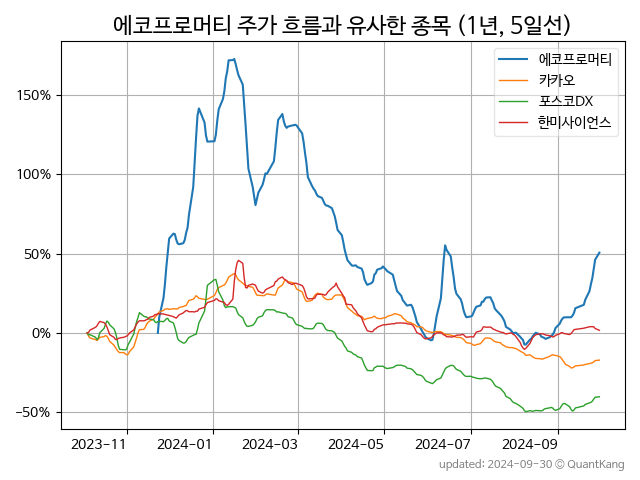 에코프로머티 주가 흐름과 유사한 종목 (1년, 5일선)
에코프로머티
카카오
포스코DX
한미사이언스
150%
100%
50%
0%
−50%
2023-11 2024-01 2024-03 2024-05 2024-07 2024-09
updated: 2024-09-30 © QuantKang